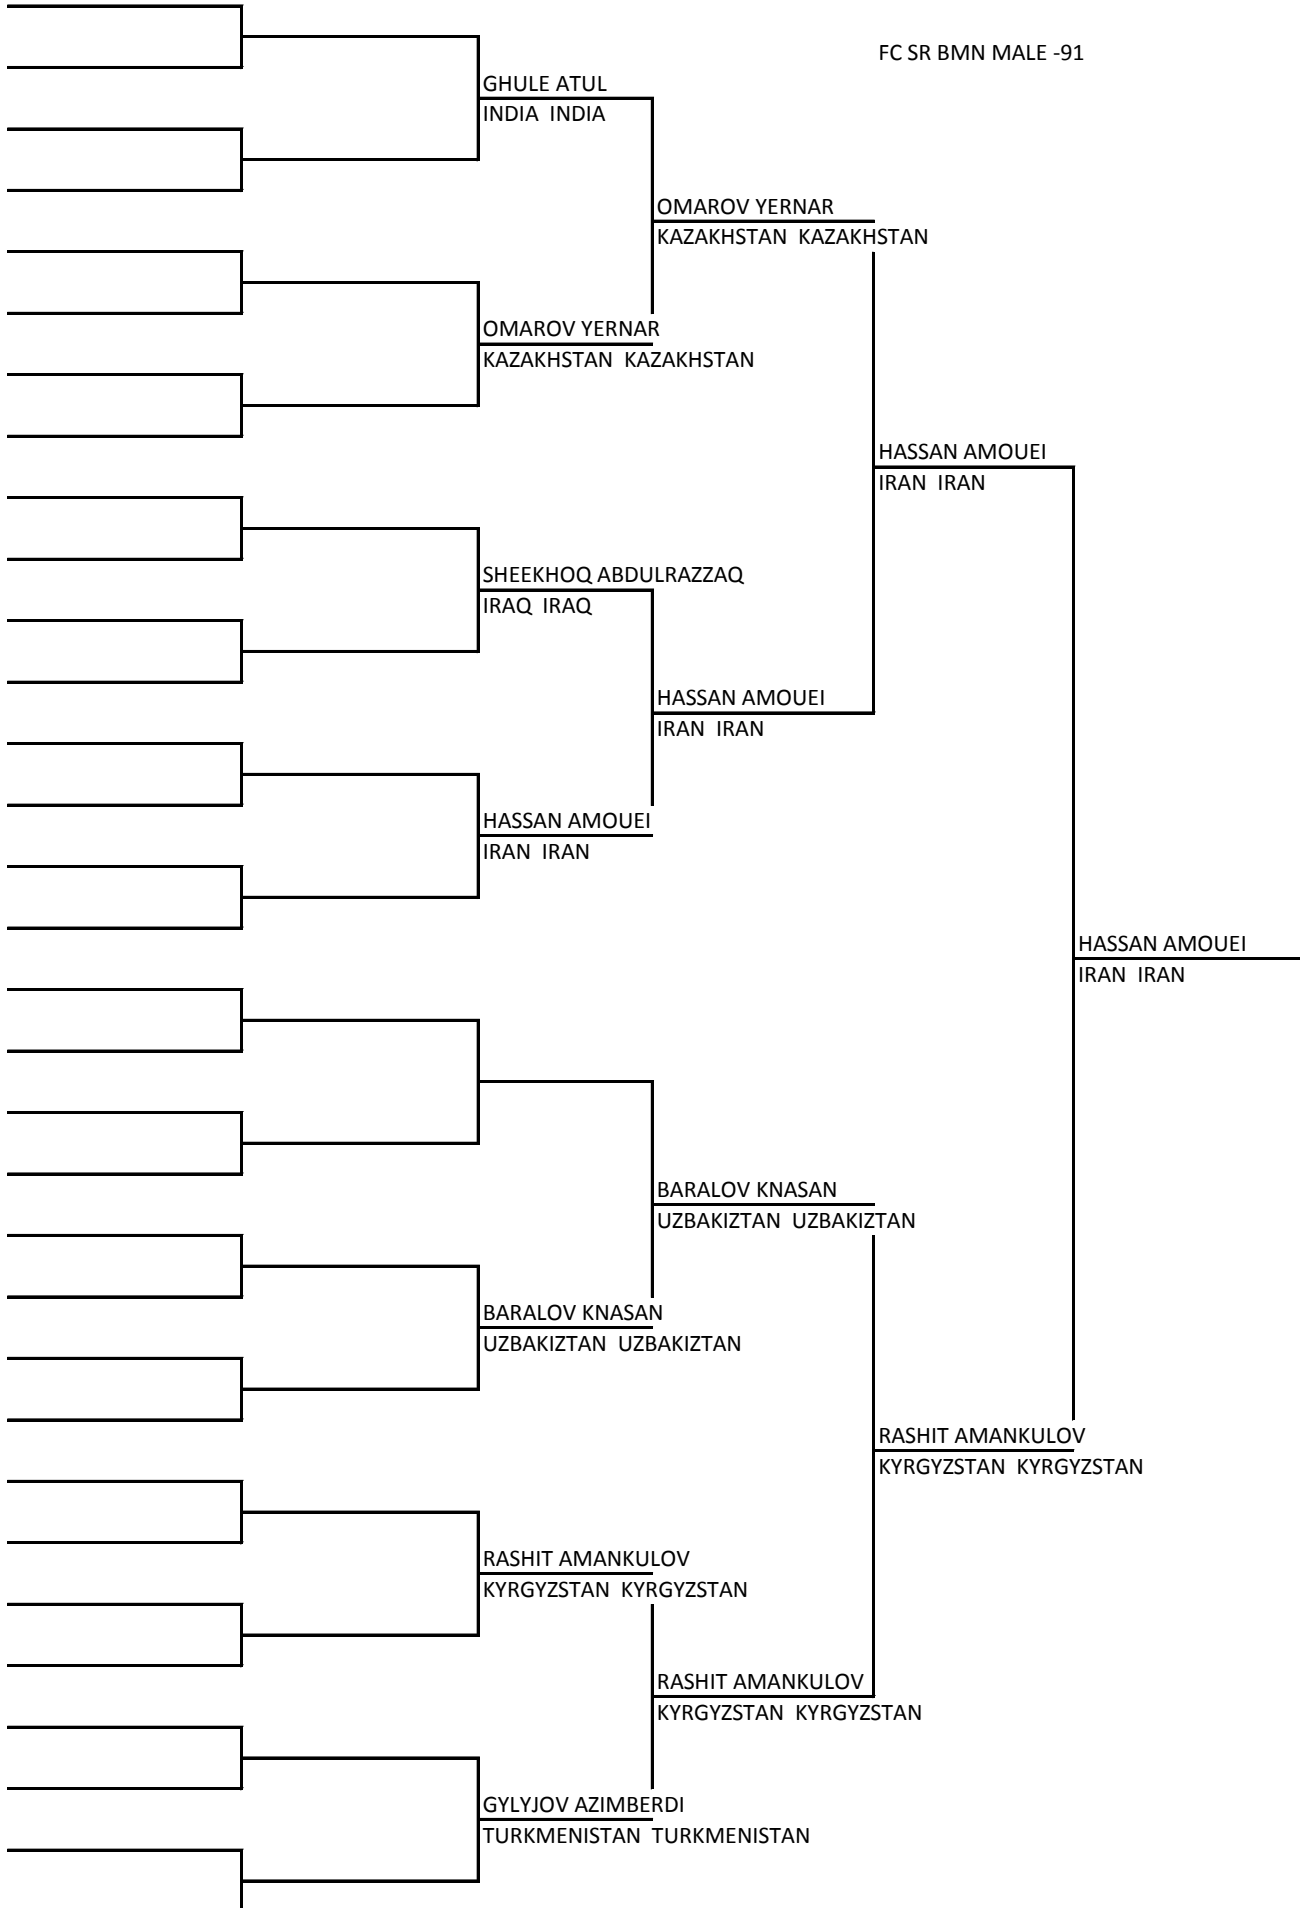 FC SR BMN MALE -91
GHULE ATUL
INDIA  INDIA
OMAROV YERNAR
KAZAKHSTAN  KAZAKHSTAN
OMAROV YERNAR
KAZAKHSTAN  KAZAKHSTAN
HASSAN AMOUEI
IRAN  IRAN
SHEEKHOQ ABDULRAZZAQ
IRAQ  IRAQ
HASSAN AMOUEI
IRAN  IRAN
HASSAN AMOUEI
IRAN  IRAN
HASSAN AMOUEI
IRAN  IRAN
BARALOV KNASAN
UZBAKIZTAN  UZBAKIZTAN
BARALOV KNASAN
UZBAKIZTAN  UZBAKIZTAN
RASHIT AMANKULOV
KYRGYZSTAN  KYRGYZSTAN
RASHIT AMANKULOV
KYRGYZSTAN  KYRGYZSTAN
RASHIT AMANKULOV
KYRGYZSTAN  KYRGYZSTAN
GYLYJOV AZIMBERDI
TURKMENISTAN  TURKMENISTAN